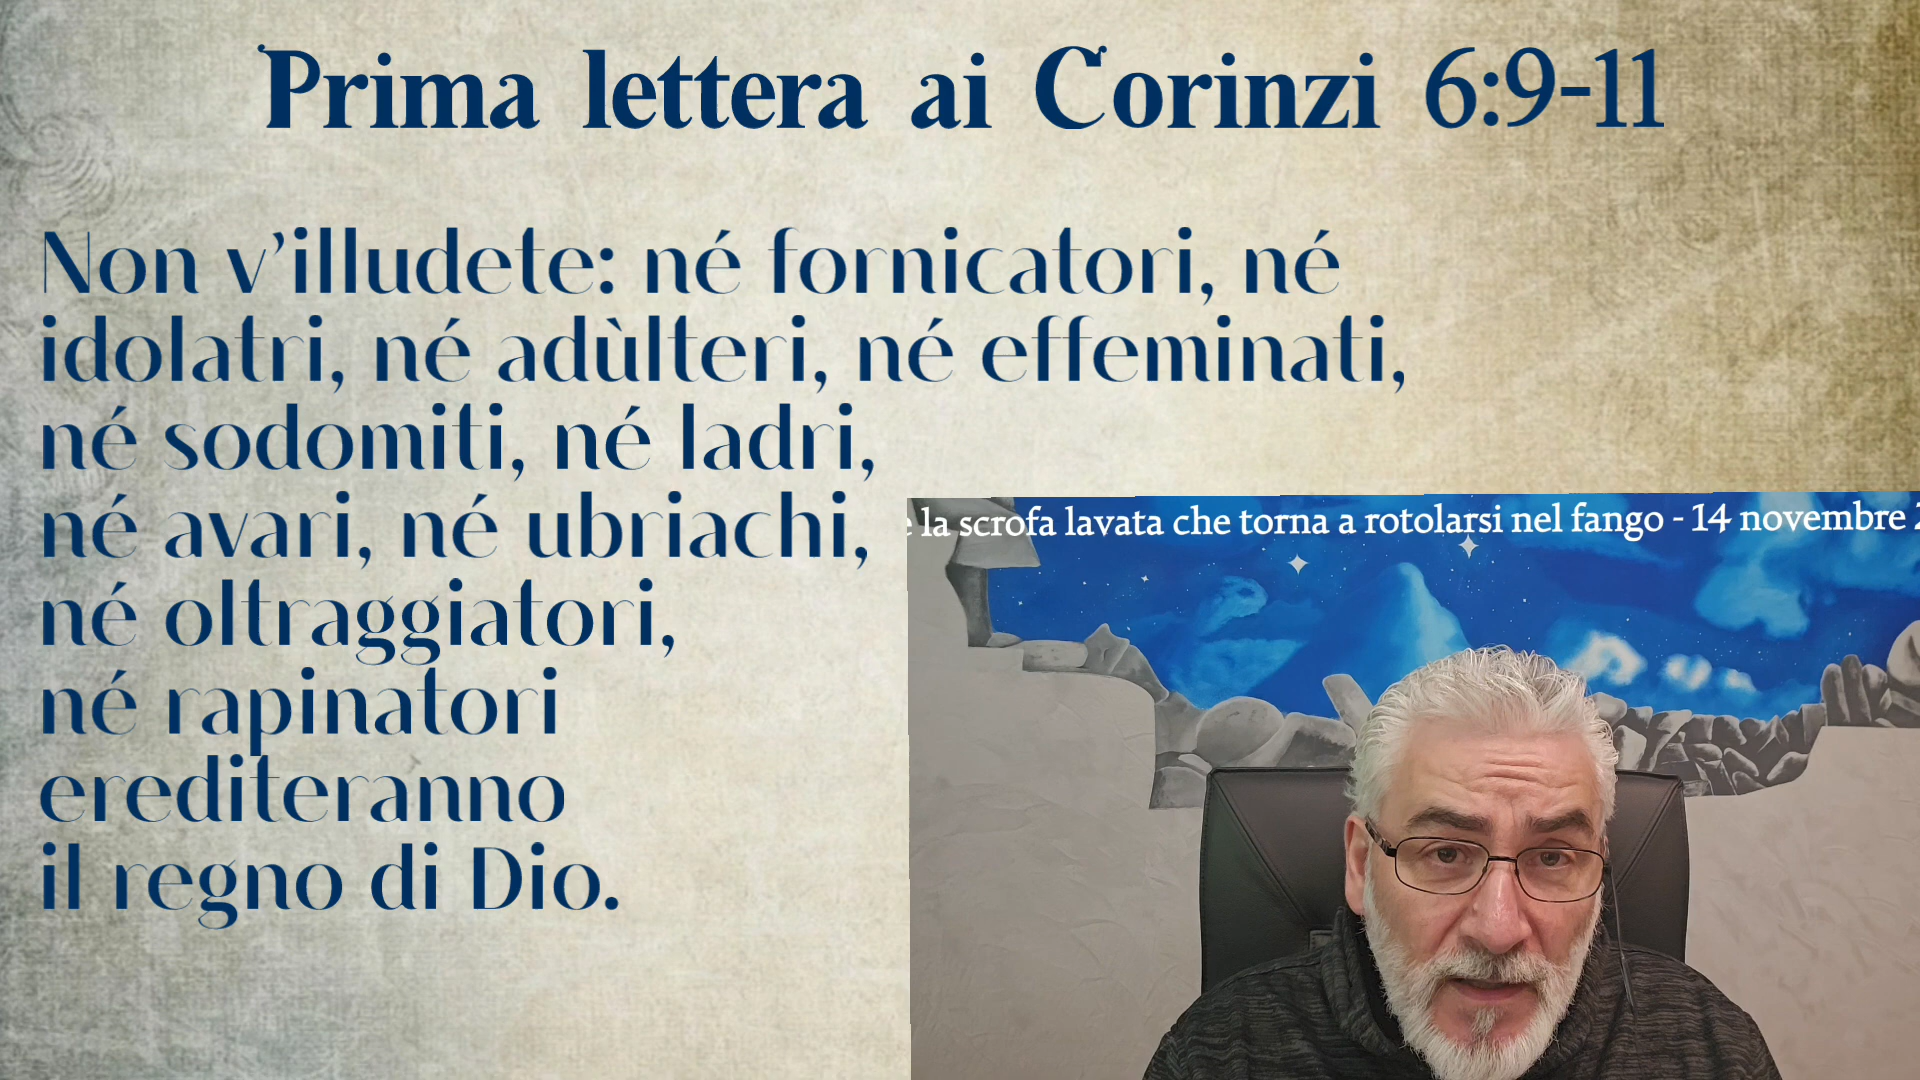 Prima lettera ai Corinzi 6:9-11
Non v’illudete: né fornicatori, né
idolatri, né adùlteri, né effeminati,
né sodomiti, né ladri,
né avari, né ubriachi,
né oltraggiatori,
né rapinatori
erediteranno
il regno di Dio.
la scrofa lavata che torna a rotolarsi nel fango - 14 novembre